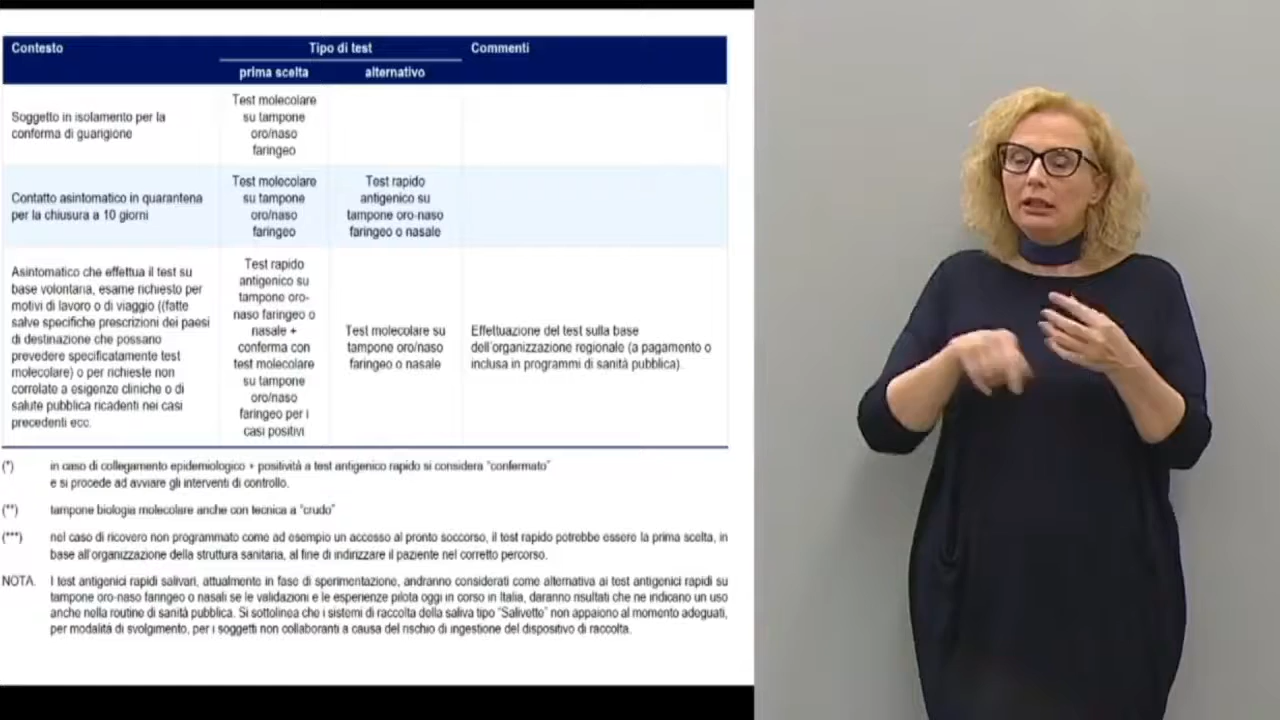 Contesto
Tipo di test
Commenti
prima scelta
alternativo
Soggetto in isolamento per la
conferma di guarigione
Test molecolare
su tampone
oro/naso
faringeo
Contatto asintomatico in quarantena
per la chiusura a 10 giorni
Test molecolare
su tampone
oro/naso
faringeo
Test rapido
antigenico su
tampone oro-naso
faringeo o nasale
Asintomatico che effettua il test su
base volontaria, esame richiesto per
motivi di lavoro o di viaggio ((fatte
salve specifiche prescrizioni dei paesi
di destinazione che possano
prevedere specificatamente test
molecolare) o per richieste non
correlate a esigenze cliniche o di
salute pubblica ricadenti nei casi
precedenti ecc.
Test rapido
antigenico su
tampone oro-
naso faringeo o
nasale +
conferma con
test molecolare
su tampone
oro/naso
faringeo per i
casi positivi
Test molecolare su
tampone oro/naso
faringeo o nasale
Effettuazione del test sulla base
dell'organizzazione regionale (a pagamento o
inclusa in programmi di sanità pubblica).
(*) in caso di collegamento epidemiologico + positività a test antigenico rapido si considera "confermato"
e si procede ad avviare gli interventi di controllo.
(**) tampone biologia molecolare anche con tecnica a "crudo"
(***) nel caso di ricovero non programmato come ad esempio un accesso al pronto soccorso, il test rapido potrebbe essere la prima scelta, in
base all'organizzazione della struttura sanitaria, al fine di indirizzare il paziente nel corretto percorso.
NOTA. I test antigenici rapidi salivari, attualmente in fase di sperimentazione, andranno considerati come alternativa ai test antigenici rapidi su
tampone oro-naso faringeo o nasali se le validazioni e le esperienze pilota oggi in corso in Italia, daranno risultati che ne indicano un uso
anche nella routine di sanità pubblica. Si sottolinea che i sistemi di raccolta della saliva tipo "Salivette" non appaiono al momento adeguati,
per modalità di svolgimento, per i soggetti non collaboranti a causa del rischio di ingestione del dispositivo di raccolta.